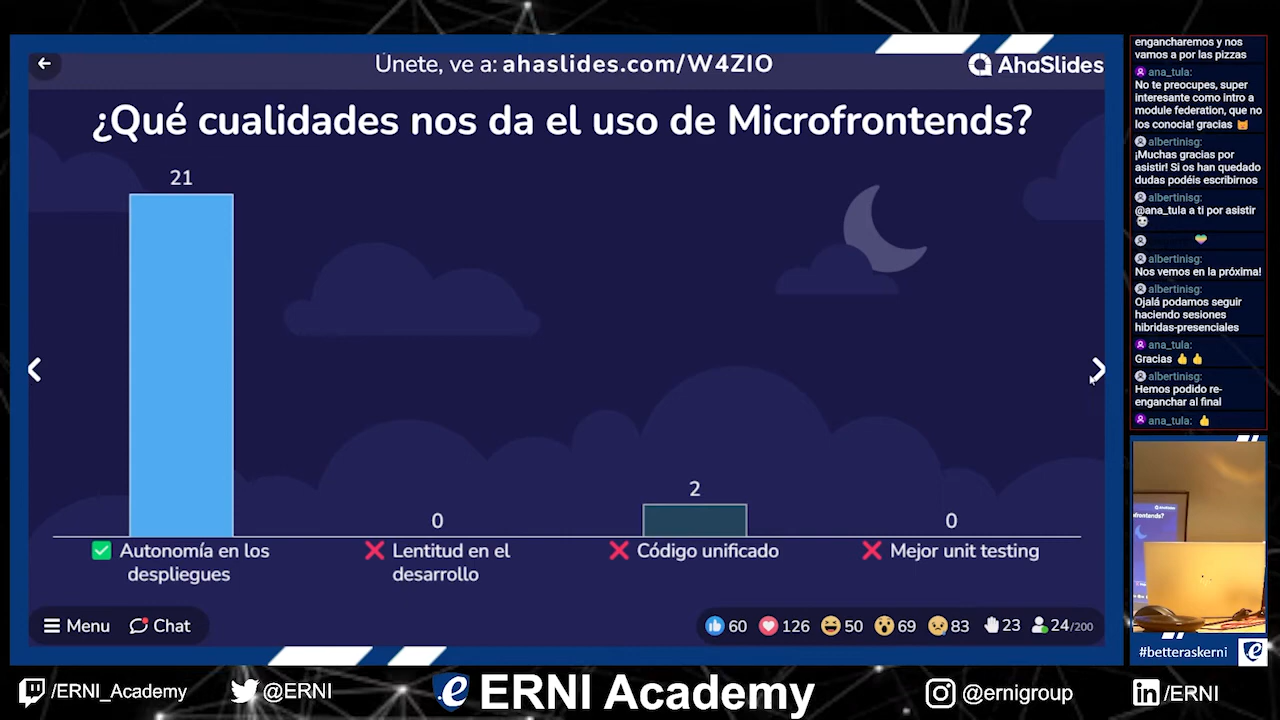 Únete, ve a: ahaslides.com/W4ZIO
AhaSlides
¿Qué cualidades nos da el uso de Microfrontends?
21
0
2
0
Autonomía en los
despliegues
Lentitud en el
desarrollo
Código unificado
Mejor unit testing
Menu
Chat
60
126
50
69
83
23
24/200
engancharemos y nos
vamos a por las pizzas
ana_tula:
No te preocupes, super
interesante como intro a
module federation, que no
los conocia! gracias
albertinisg:
¡Muchas gracias por
asistir! Si os han quedado
dudas podéis escribirnos
albertinisg:
@ana_tula a ti por asistir
albertinisg:
Nos vemos en la próxima!
albertinisg:
Ojalá podamos seguir
haciendo sesiones
hibridas-presenciales
ana_tula:
Gracias
albertinisg:
Hemos podido re-
enganchar al final
ana_tula:
#betteraskerni
/ERNI_Academy
@ERNI
ERNI Academy
@ernigroup
/ERNI